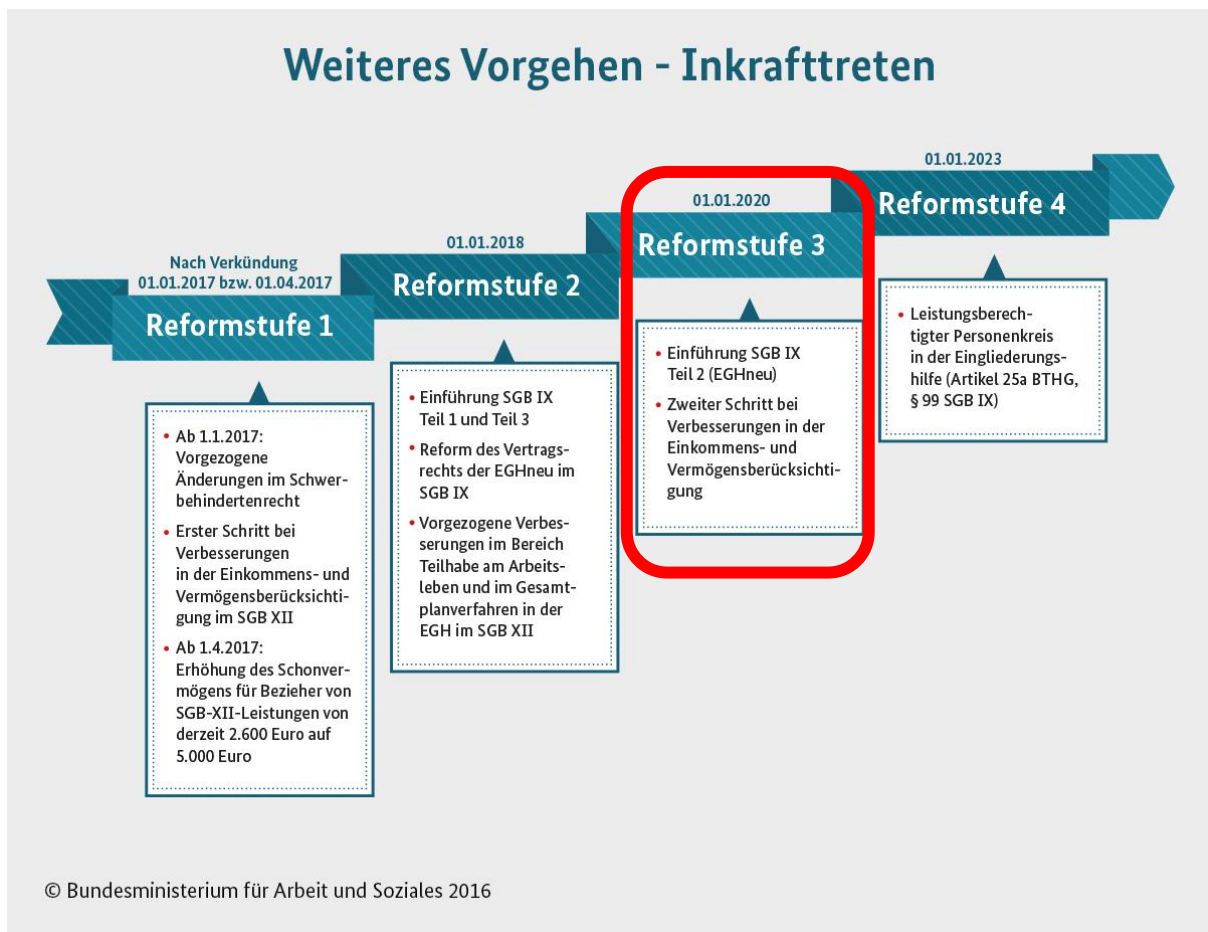 Weiteres Vorgehen - Inkrafttreten
Nach Verkündung
01.01.2017 bzw. 01.04.2017
Reformstufe 1
• Ab 1.1.2017:
Vorgezogene
Änderungen im Schwer-
behindertenrecht
• Erster Schritt bei
Verbesserungen
in der Einkommens- und
Vermögensberücksichti-
gung im SGB XII
• Ab 1.4.2017:
Erhöhung des Schonver-
mögens für Bezieher von
SGB-XII-Leistungen von
derzeit 2.600 Euro auf
5.000 Euro
01.01.2018
Reformstufe 2
• Einführung SGB IX
Teil 1 und Teil 3
• Reform des Vertrags-
rechts der EGHneu im
SGB IX
• Vorgezogene Verbes-
serungen im Bereich
Teilhabe am Arbeits-
leben und im Gesamt-
planverfahren in der
EGH im SGB XII
01.01.2020
Reformstufe 3
• Einführung SGB IX
Teil 2 (EGHneu)
• Zweiter Schritt bei
Verbesserungen in der
Einkommens- und
Vermögensberücksichti-
gung
01.01.2023
Reformstufe 4
• Leistungsberech-
tigter Personenkreis
in der Eingliederungs-
hilfe (Artikel 25a BTHG,
§ 99 SGB IX)
© Bundesministerium für Arbeit und Soziales 2016